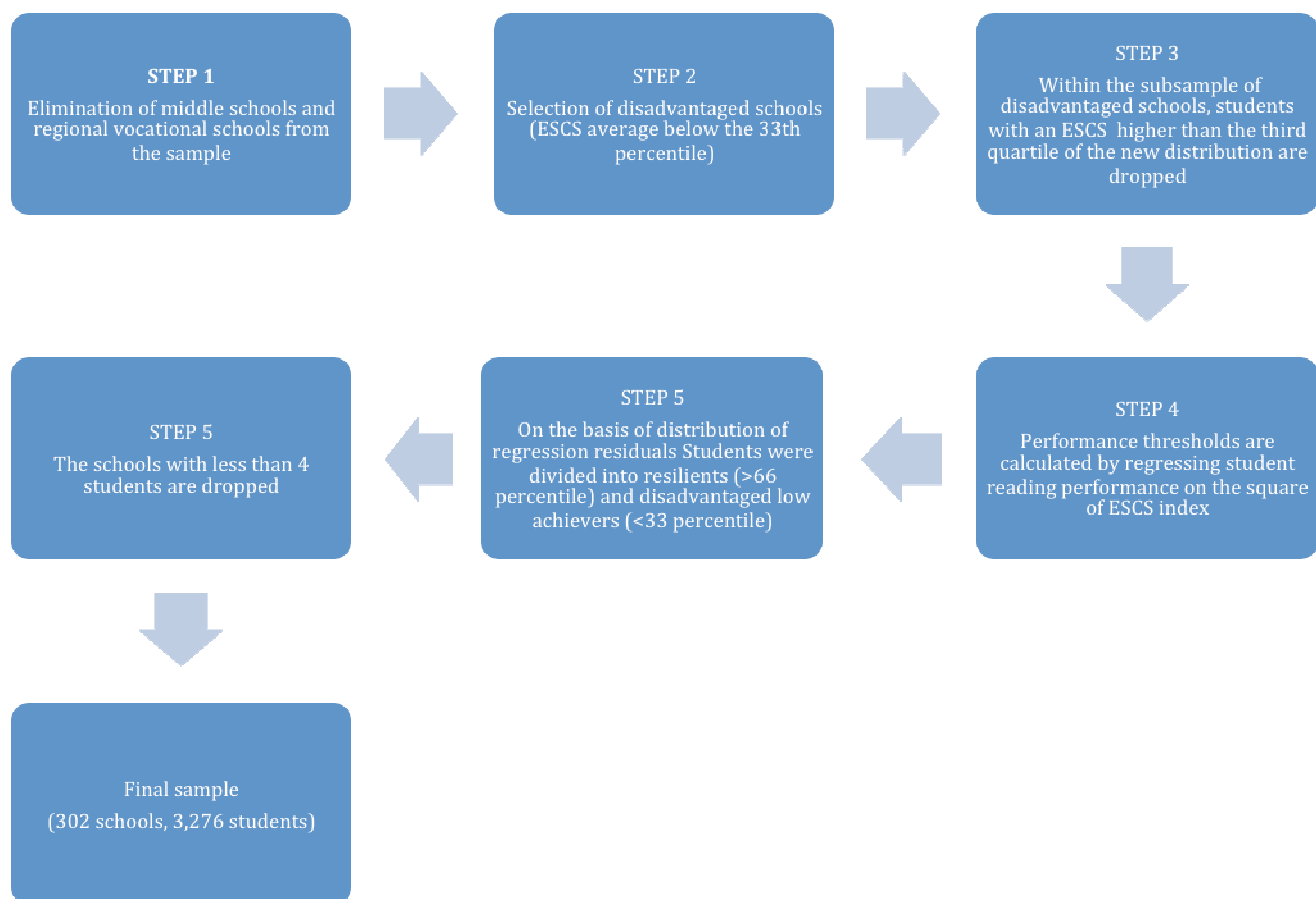 STEP 1
Elimination of middle schools and
regional vocational schools from
the sample
STEP 2
Selection of disadvantaged schools
(ESCS average below the 33th
percentile)
STEP 3
Within the subsample of
disadvantaged schools, students
with an ESCS  higher than the third
quartile of the new distribution are
dropped
STEP 4
Performance thresholds are
calculated by regressing student
reading performance on the square
of ESCS index
STEP 5
On the basis of distribution of
regression residuals Students were
divided into resilients (>66
percentile) and disadvantaged low
achievers (<33 percentile)
STEP 5
The schools with less than 4
students are dropped
Final sample
(302 schools, 3,276 students)